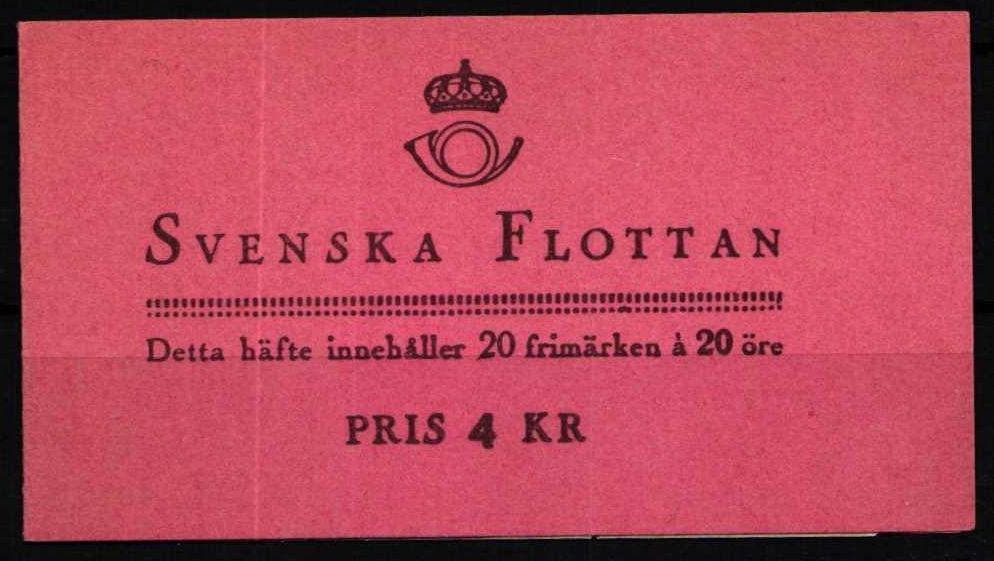 SVENSKA FLOTTAN
Detta häfte innehåller 20 frimärken à 20 öre
PRIS 4 KR